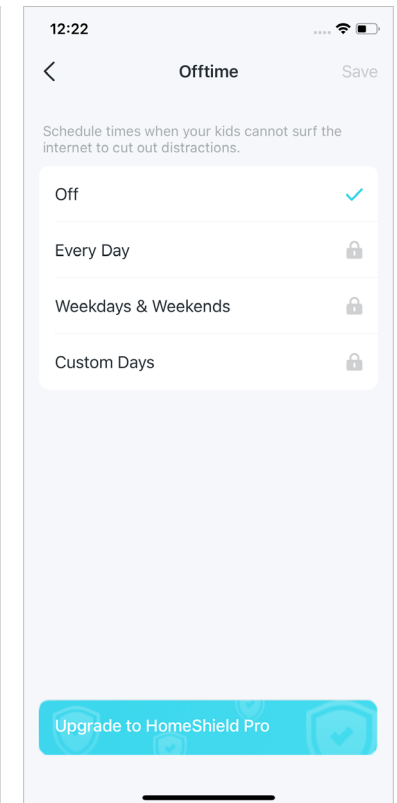 12:22
Offtime
Save
Schedule times when your kids cannot surf the
internet to cut out distractions.
Off
Every Day
Weekdays & Weekends
Custom Days
Upgrade to HomeShield Pro